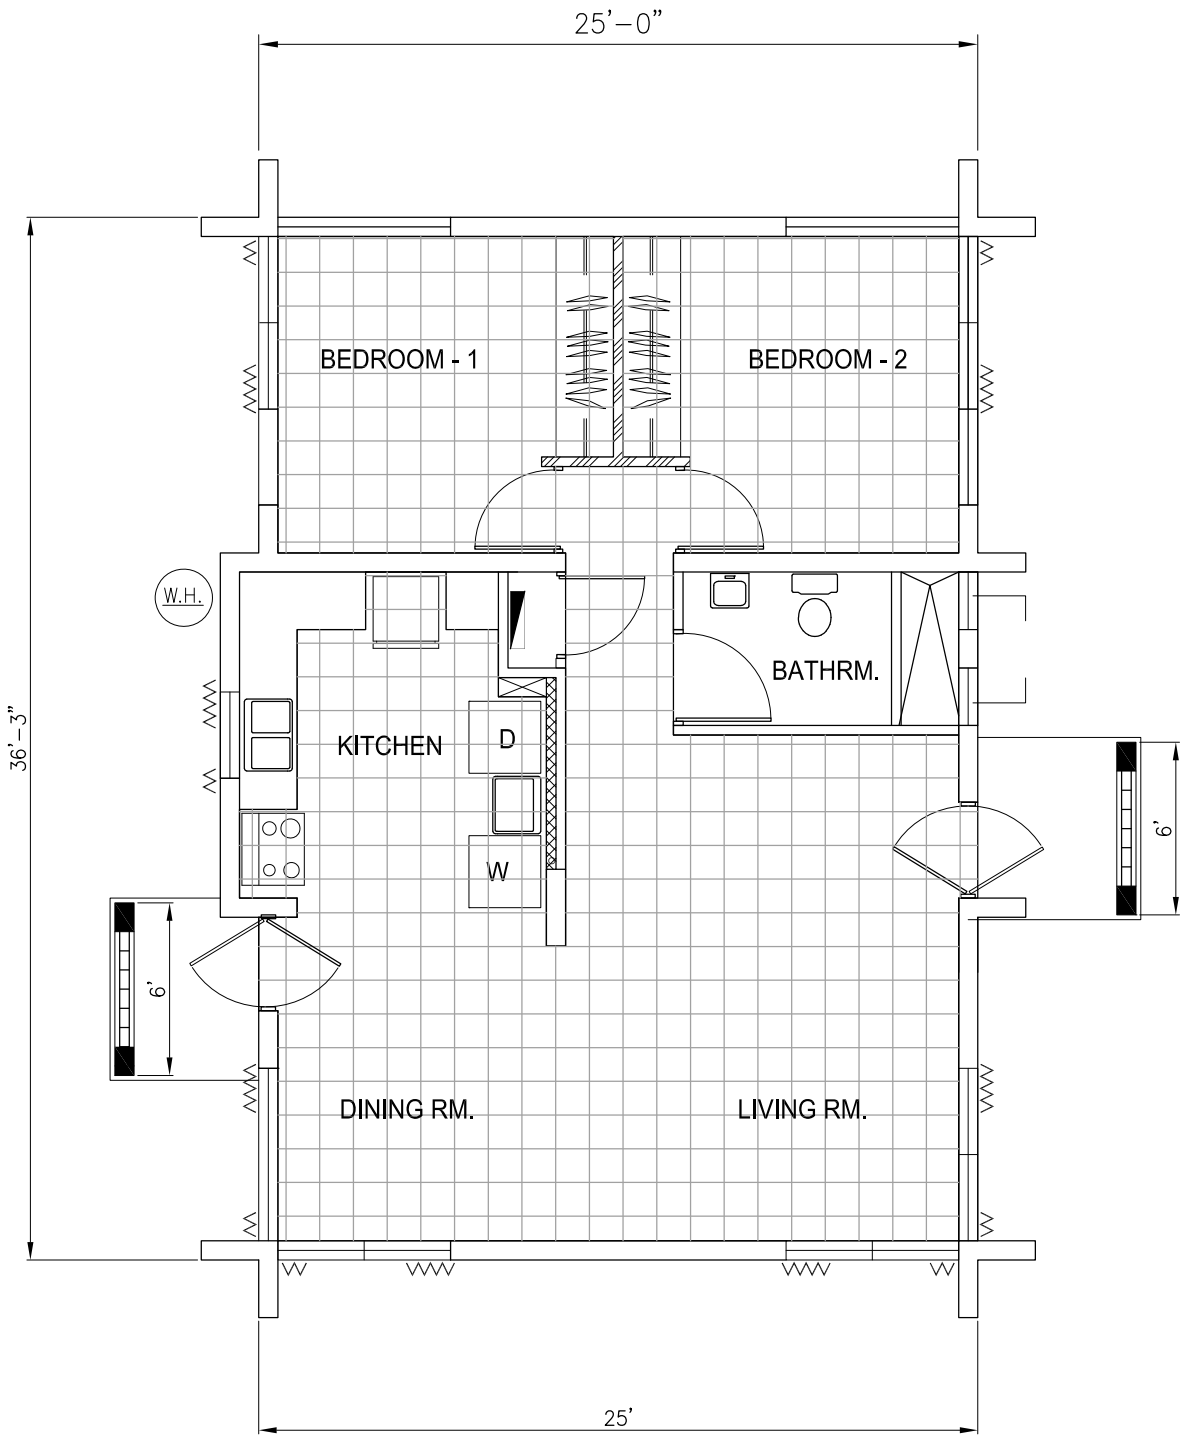 25'-0"
BEDROOM - 1
BEDROOM - 2
W.H.
BATHRM.
36'-3"
KITCHEN
D
6'
W
6'
DINING RM.
LIVING RM.
25'